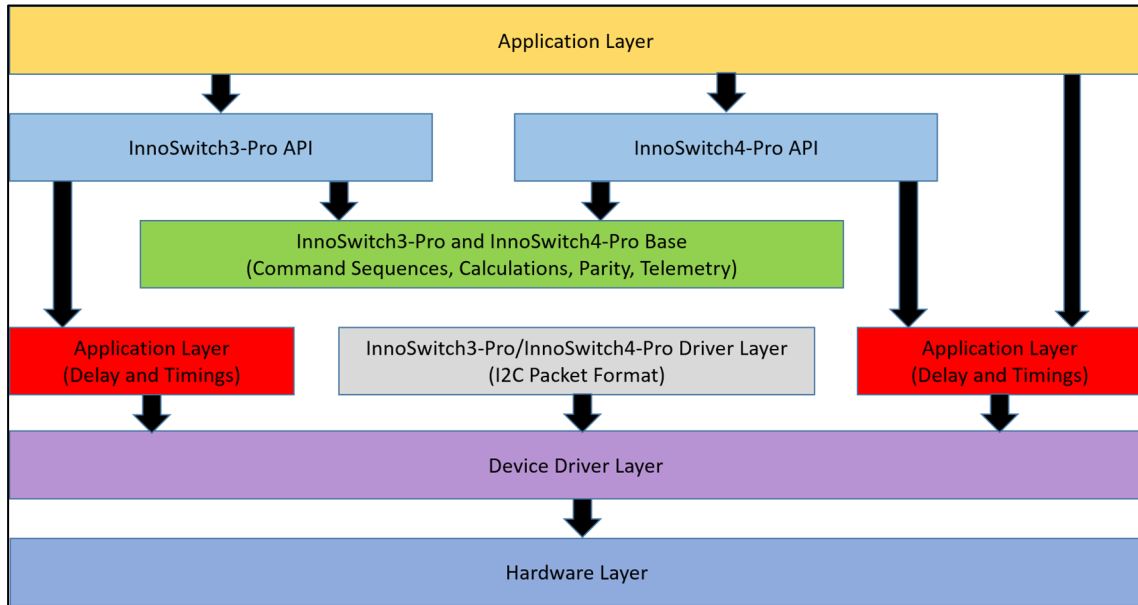 Application Layer
InnoSwitch3-Pro API
InnoSwitch4-Pro API
InnoSwitch3-Pro and InnoSwitch4-Pro Base
(Command Sequences, Calculations, Parity, Telemetry)
Application Layer
(Delay and Timings)
InnoSwitch3-Pro/InnoSwitch4-Pro Driver Layer
(I2C Packet Format)
Application Layer
(Delay and Timings)
Device Driver Layer
Hardware Layer